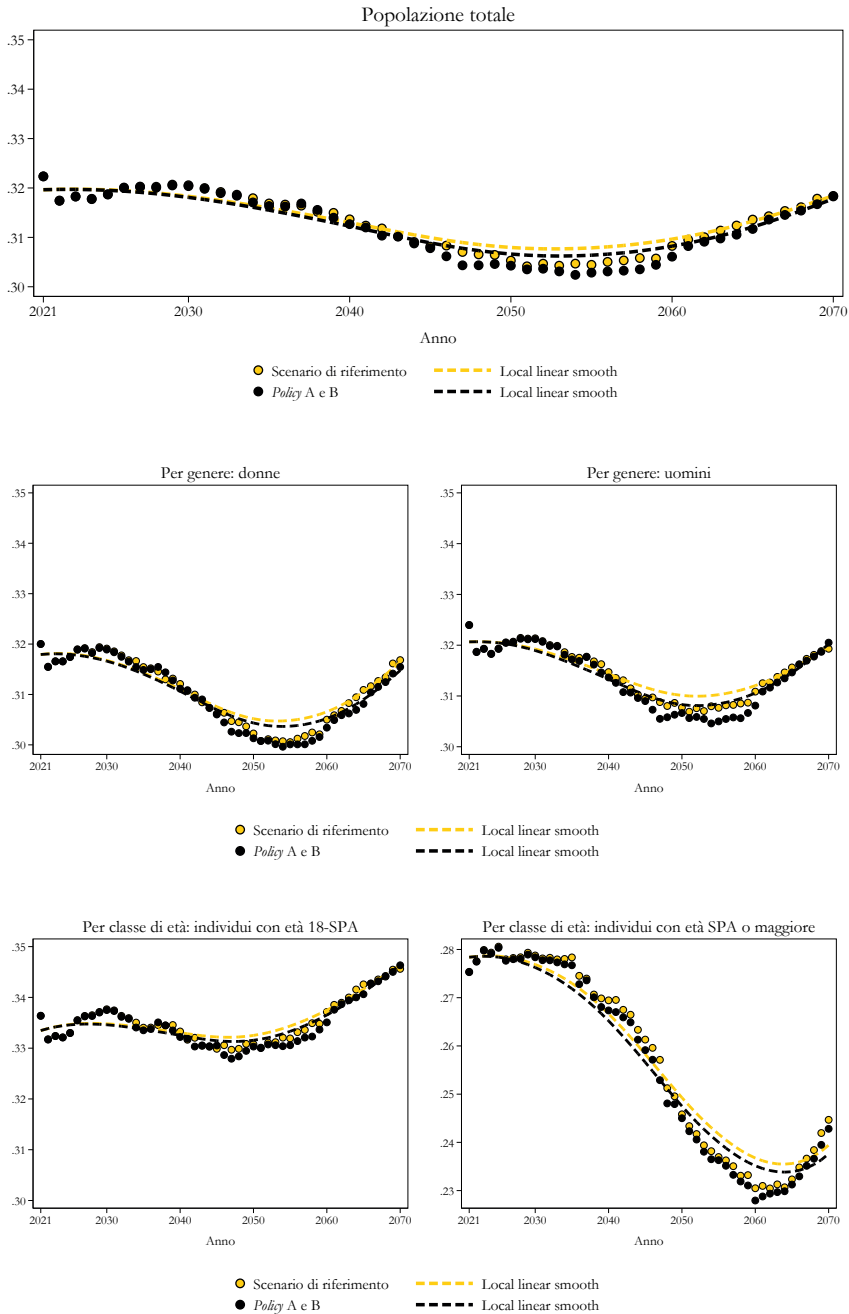 Popolazione totale
.35
.34
.33
.32
.31
.30
2021 2030 2040 2050 2060 2070
Anno
Scenario di riferimento Local linear smooth
Policy A e B Local linear smooth
Per genere: donne
.35
.34
.33
.32
.31
.30
2021 2030 2040 2050 2060 2070
Anno
Per genere: uomini
.35
.34
.33
.32
.31
.30
2021 2030 2040 2050 2060 2070
Anno
Scenario di riferimento Local linear smooth
Policy A e B Local linear smooth
Per classe di età: individui con età 18-SPA
.35
.34
.33
.32
.31
.30
2021 2030 2040 2050 2060 2070
Anno
Per classe di età: individui con età SPA o maggiore
.28
.27
.26
.25
.24
.23
2021 2030 2040 2050 2060 2070
Anno
Scenario di riferimento Local linear smooth
Policy A e B Local linear smooth